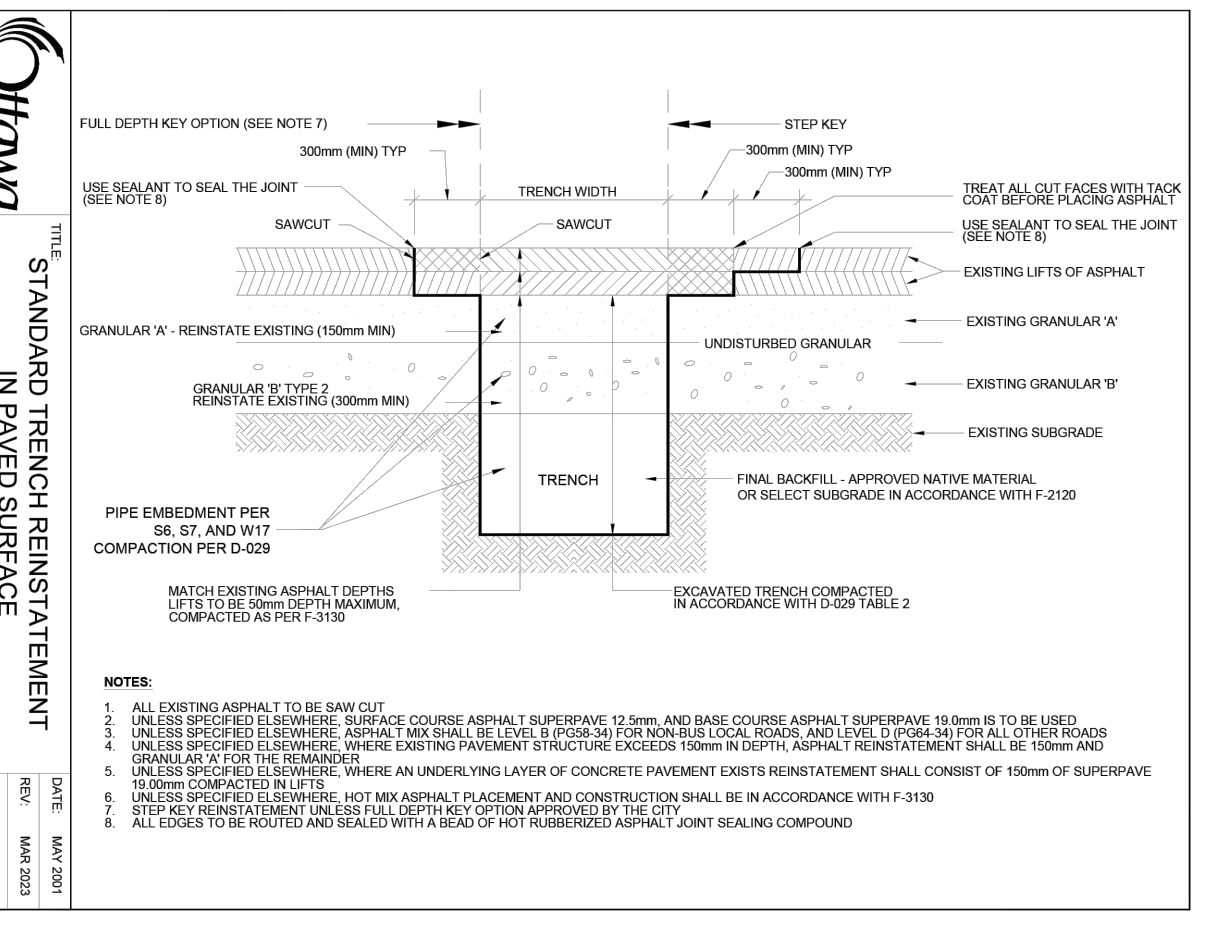 FULL DEPTH KEY OPTION (SEE NOTE 7)
STEP KEY
300mm (MIN) TYP
300mm (MIN) TYP
300mm (MIN) TYP
USE SEALANT TO SEAL THE JOINT
(SEE NOTE 8)
TRENCH WIDTH
TREAT ALL CUT FACES WITH TACK
COAT BEFORE PLACING ASPHALT
SAWCUT
SAWCUT
USE SEALANT TO SEAL THE JOINT
(SEE NOTE 8)
EXISTING LIFTS OF ASPHALT
GRANULAR 'A' - REINSTATE EXISTING (150mm MIN)
EXISTING GRANULAR 'A'
UNDISTURBED GRANULAR
GRANULAR 'B' TYPE 2
REINSTATE EXISTING (300mm MIN)
EXISTING GRANULAR 'B'
EXISTING SUBGRADE
TRENCH
FINAL BACKFILL - APPROVED NATIVE MATERIAL
OR SELECT SUBGRADE IN ACCORDANCE WITH F-2120
PIPE EMBEDMENT PER
S6, S7, AND W17
COMPACTION PER D-029
MATCH EXISTING ASPHALT DEPTHS
LIFTS TO BE 50mm DEPTH MAXIMUM,
COMPACTED AS PER F-3130
EXCAVATED TRENCH COMPACTED
IN ACCORDANCE WITH D-029 TABLE 2
NOTES:
1. ALL EXISTING ASPHALT TO BE SAW CUT
2. UNLESS SPECIFIED ELSEWHERE, SURFACE COURSE ASPHALT SUPERPAVE 12.5mm, AND BASE COURSE ASPHALT SUPERPAVE 19.0mm IS TO BE USED
3. UNLESS SPECIFIED ELSEWHERE, ASPHALT MIX SHALL BE LEVEL B (PG58-34) FOR NON-BUS LOCAL ROADS, AND LEVEL D (PG64-34) FOR ALL OTHER ROADS
4. UNLESS SPECIFIED ELSEWHERE, WHERE EXISTING PAVEMENT STRUCTURE EXCEEDS 150mm IN DEPTH, ASPHALT REINSTATEMENT SHALL BE 150mm AND
GRANULAR 'A' FOR THE REMAINDER
5. UNLESS SPECIFIED ELSEWHERE, WHERE AN UNDERLYING LAYER OF CONCRETE PAVEMENT EXISTS REINSTATEMENT SHALL CONSIST OF 150mm OF SUPERPAVE
19.00mm COMPACTED IN LIFTS
6. UNLESS SPECIFIED ELSEWHERE, HOT MIX ASPHALT PLACEMENT AND CONSTRUCTION SHALL BE IN ACCORDANCE WITH F-3130
7. STEP KEY REINSTATEMENT UNLESS FULL DEPTH KEY OPTION APPROVED BY THE CITY
8. ALL EDGES TO BE ROUTED AND SEALED WITH A BEAD OF HOT RUBBERIZED ASPHALT JOINT SEALING COMPOUND
Ottawa
TITLE:
STANDARD TRENCH REINSTATEMENT
IN PAVED SURFACE
DATE: MAY 2001
REV: MAR 2023